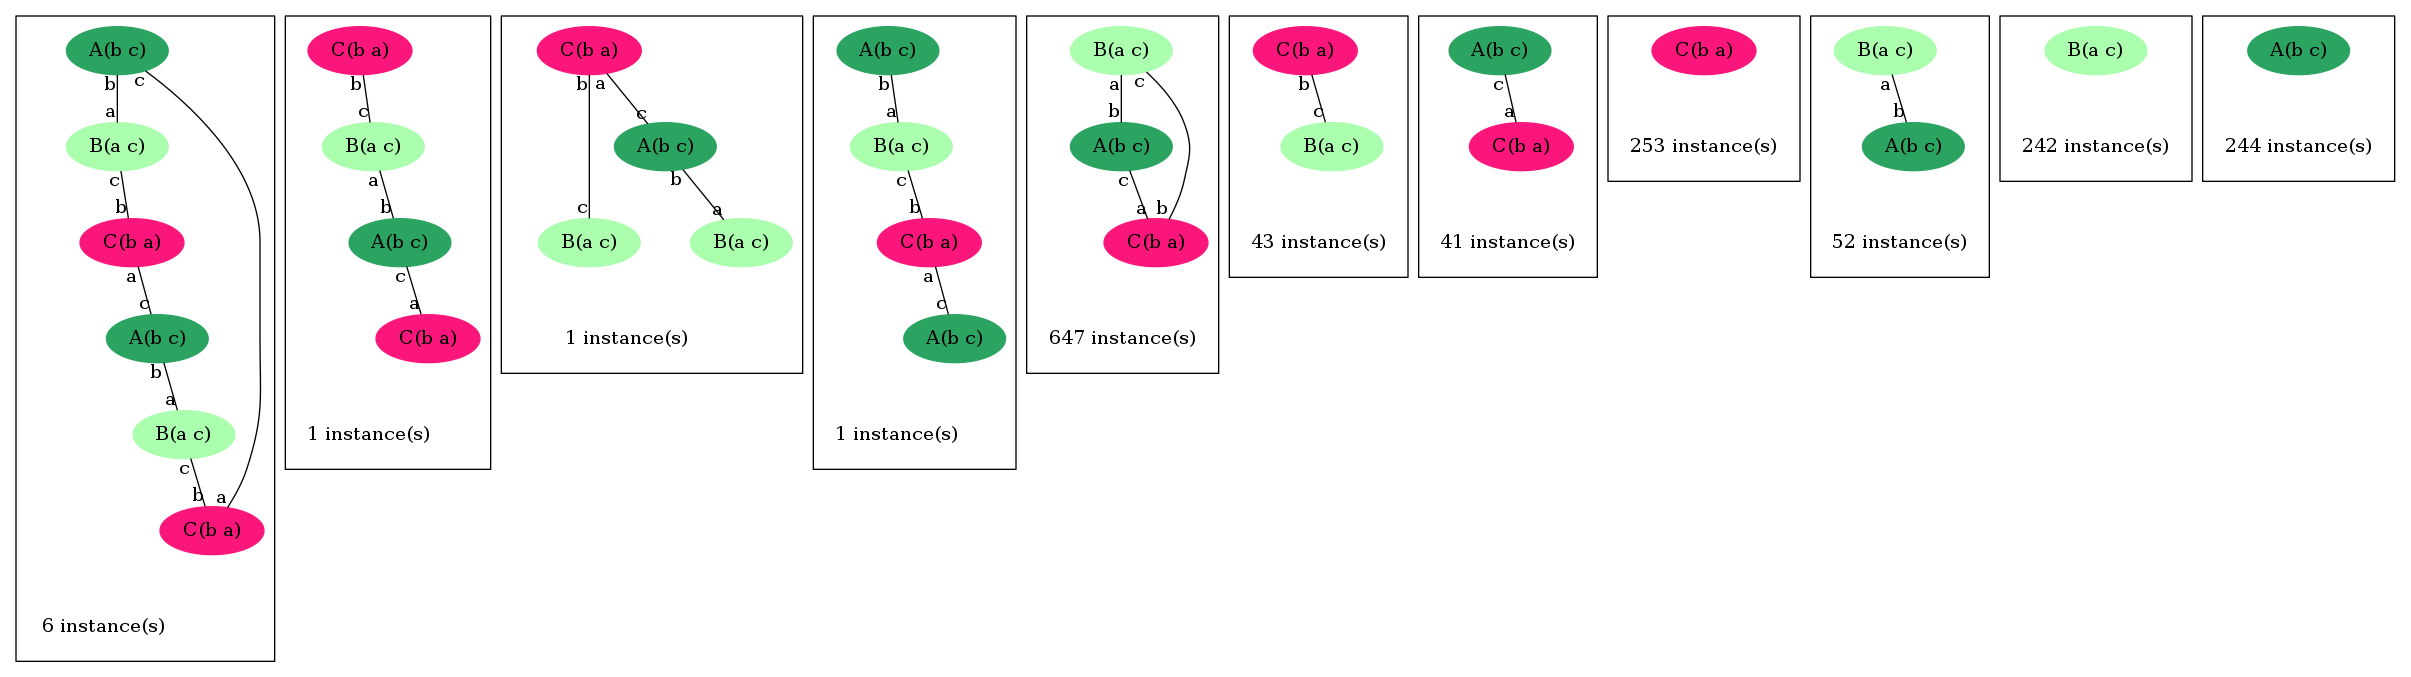 A(b c)
b c
a
B(a c)
c
b
C(b a)
a
c
A(b c)
b
a
B(a c)
c
b a
C(b a)
6 instance(s)
C(b a)
b
c
B(a c)
a
b
A(b c)
c
a
C(b a)
1 instance(s)
C(b a)
b a
c
A(b c)
b
c a
B(a c) B(a c)
1 instance(s)
A(b c)
b
a
B(a c)
c
b
C(b a)
a
c
A(b c)
1 instance(s)
B(a c)
a c
b
A(b c)
c
a b
C(b a)
647 instance(s)
C(b a)
b
c
B(a c)
43 instance(s)
A(b c)
c
a
C(b a)
41 instance(s)
C(b a)
253 instance(s)
B(a c)
a
b
A(b c)
52 instance(s)
B(a c)
242 instance(s)
A(b c)
244 instance(s)